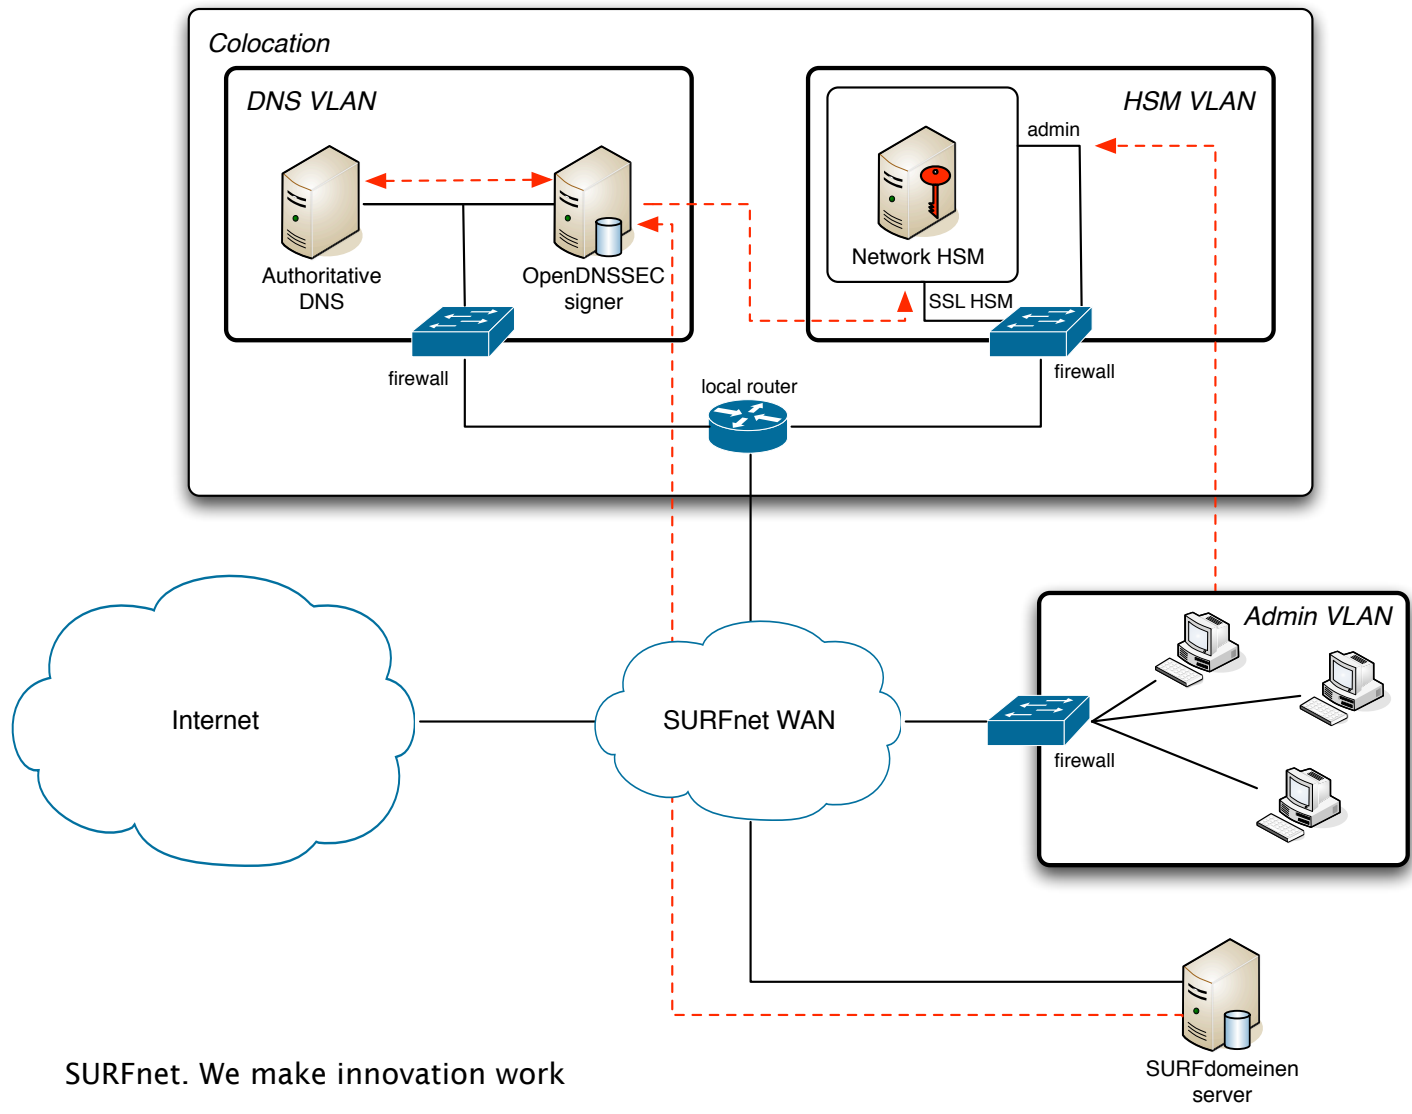 Colocation
DNS VLAN
HSM VLAN
admin
Authoritative
DNS
OpenDNSSEC
signer
Network HSM
SSL HSM
firewall
firewall
local router
Internet
SURFnet WAN
Admin VLAN
firewall
SURFdomeinen
server
SURFnet. We make innovation work